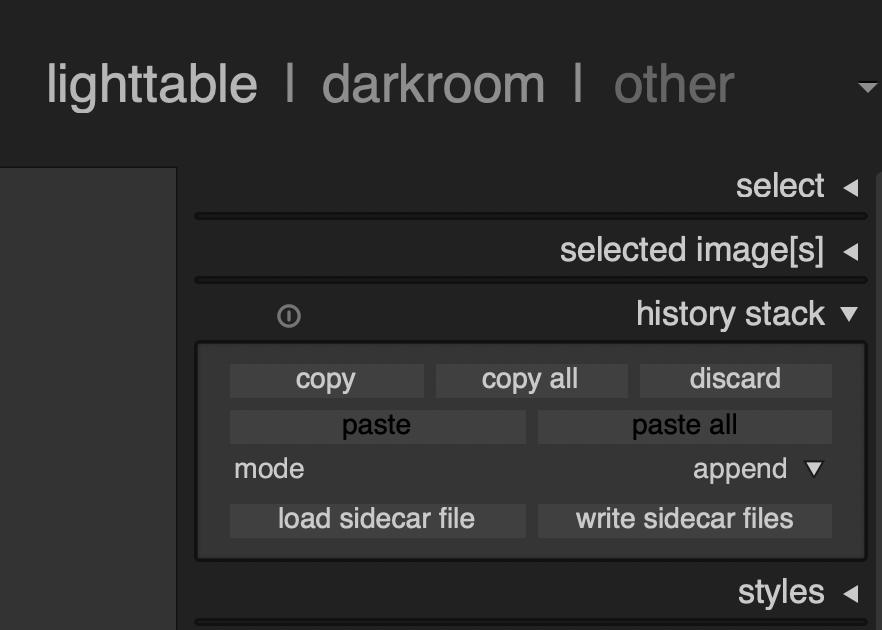 lighttable | darkroom | other
select
selected image[s]
history stack
copy copy all discard
paste paste all
mode append
load sidecar file write sidecar files
styles